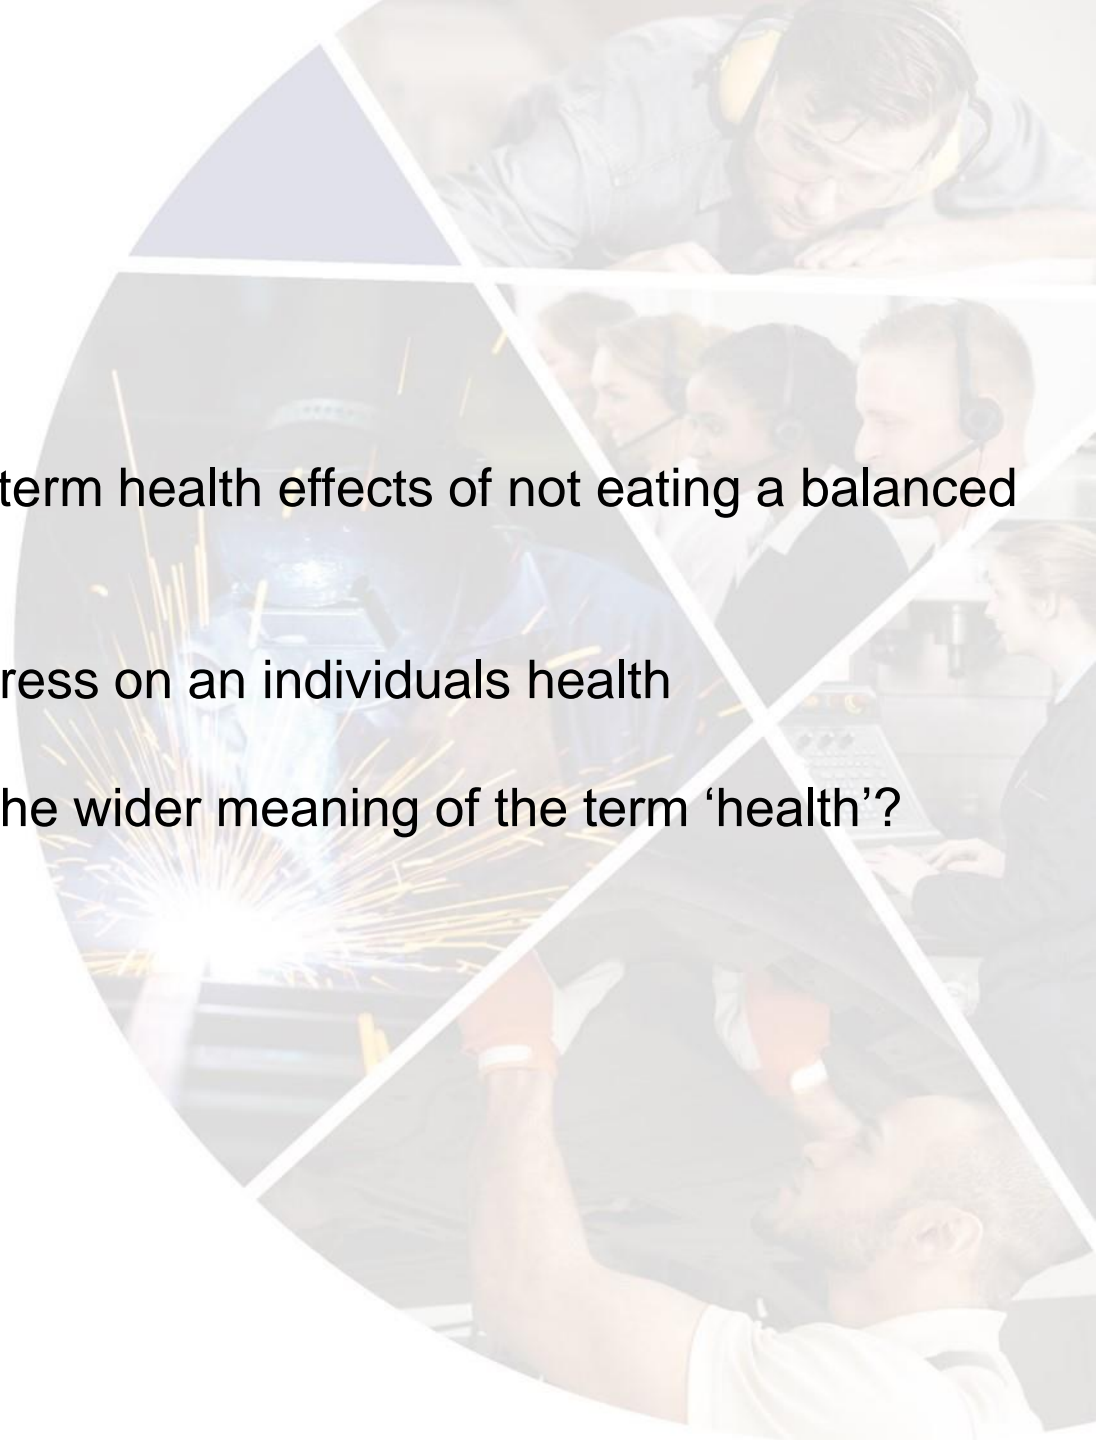 term health effects of not eating a balanced
ress on an individuals health
he wider meaning of the term ‘health’?